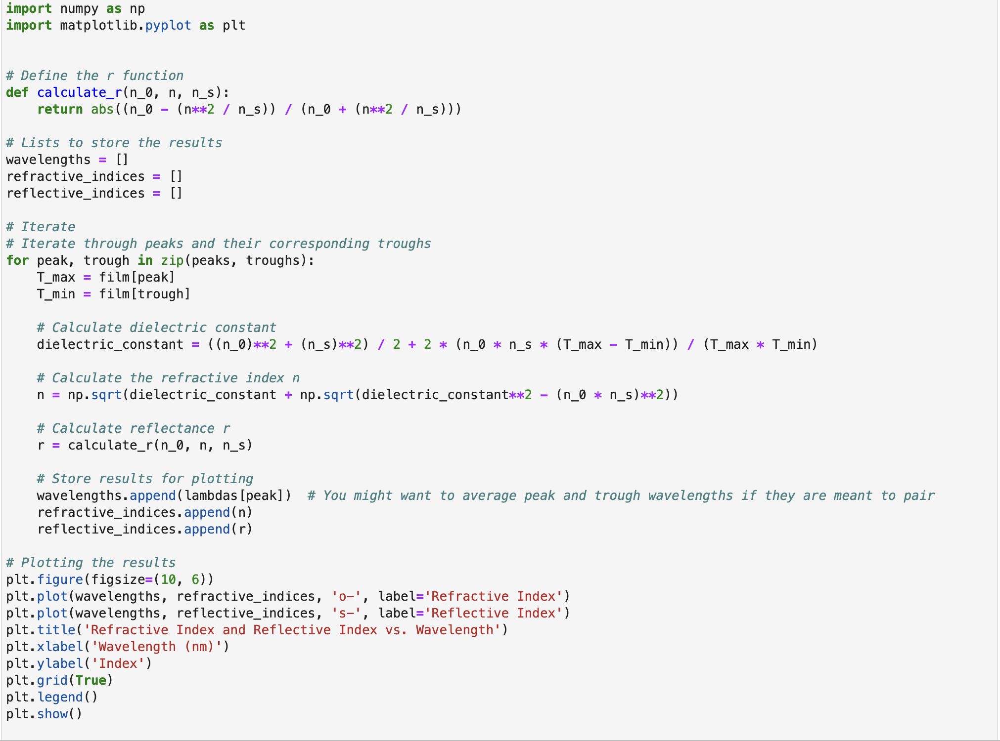 import numpy as np
import matplotlib.pyplot as plt
# Define the r function
def calculate_r(n_0, n, n_s):
    return abs((n_0 - (n**2 / n_s)) / (n_0 + (n**2 / n_s)))
# Lists to store the results
wavelengths = []
refractive_indices = []
reflective_indices = []
# Iterate
# Iterate through peaks and their corresponding troughs
for peak, trough in zip(peaks, troughs):
    T_max = film[peak]
    T_min = film[trough]
    # Calculate dielectric constant
    dielectric_constant = ((n_0)**2 + (n_s)**2) / 2 + 2 * (n_0 * n_s * (T_max - T_min)) / (T_max * T_min)
    # Calculate the refractive index n
    n = np.sqrt(dielectric_constant + np.sqrt(dielectric_constant**2 - (n_0 * n_s)**2))
    # Calculate reflectance r
    r = calculate_r(n_0, n, n_s)
    # Store results for plotting
    wavelengths.append(lambdas[peak])  # You might want to average peak and trough wavelengths if they are meant to pair
    refractive_indices.append(n)
    reflective_indices.append(r)
# Plotting the results
plt.figure(figsize=(10, 6))
plt.plot(wavelengths, refractive_indices, 'o-', label='Refractive Index')
plt.plot(wavelengths, reflective_indices, 's-', label='Reflective Index')
plt.title('Refractive Index and Reflective Index vs. Wavelength')
plt.xlabel('Wavelength (nm)')
plt.ylabel('Index')
plt.grid(True)
plt.legend()
plt.show()